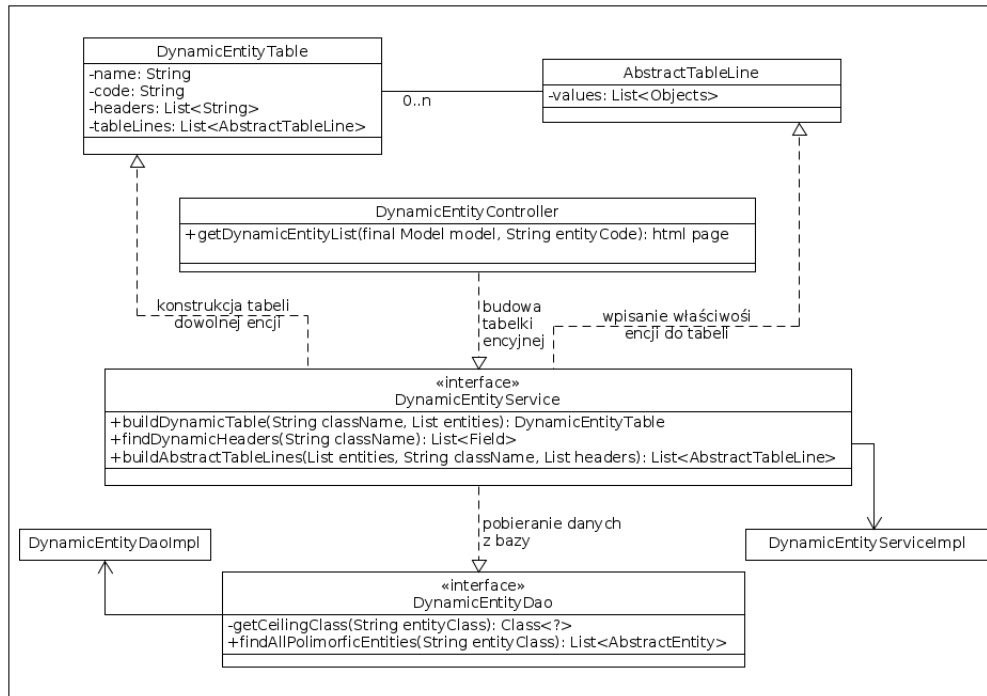 DynamicEntityTable
-name: String
-code: String
-headers: List<String>
-tableLines: List<AbstractTableLine>
0..n
AbstractTableLine
-values: List<Objects>
DynamicEntityController
+getDynamicEntityList(final Model model, String entityCode): html page
konstrukcja tabeli
dowolnej encji
budowa
tabelki
encyjnej
wpisanie właściwośi
encji do tabeli
«interface»
DynamicEntityService
+buildDynamicTable(String className, List entities): DynamicEntityTable
+findDynamicHeaders(String className): List<Field>
+buildAbstractTableLines(List entities, String className, List headers): List<AbstractTableLine>
pobieranie danych
z bazy
DynamicEntityDaoImpl
DynamicEntityServiceImpl
«interface»
DynamicEntityDao
-getCeilingClass(String entityClass): Class<?>
+findAllPolimorficEntities(String entityClass): List<AbstractEntity>